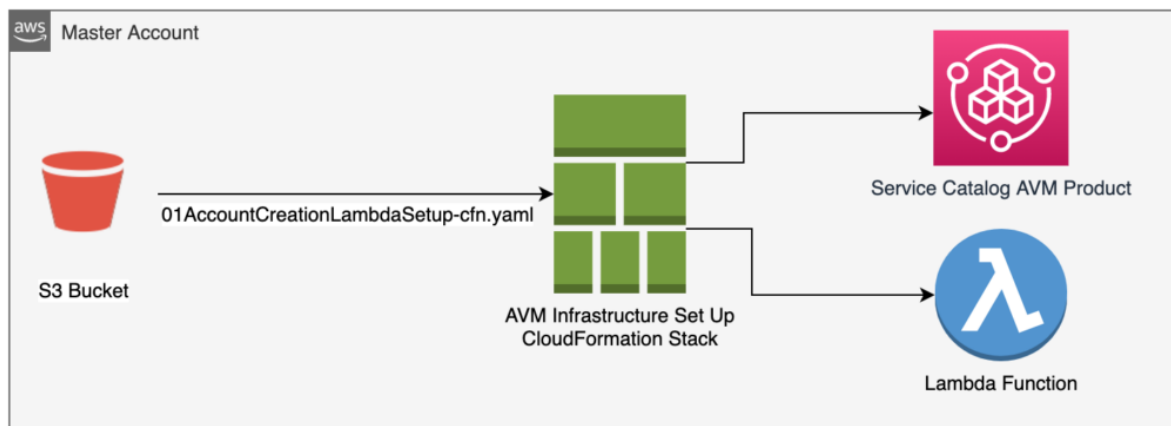 aws
Master Account
Service Catalog AVM Product
01AccountCreationLambdaSetup-cfn.yaml
S3 Bucket
AVM Infrastructure Set Up
CloudFormation Stack
Lambda Function